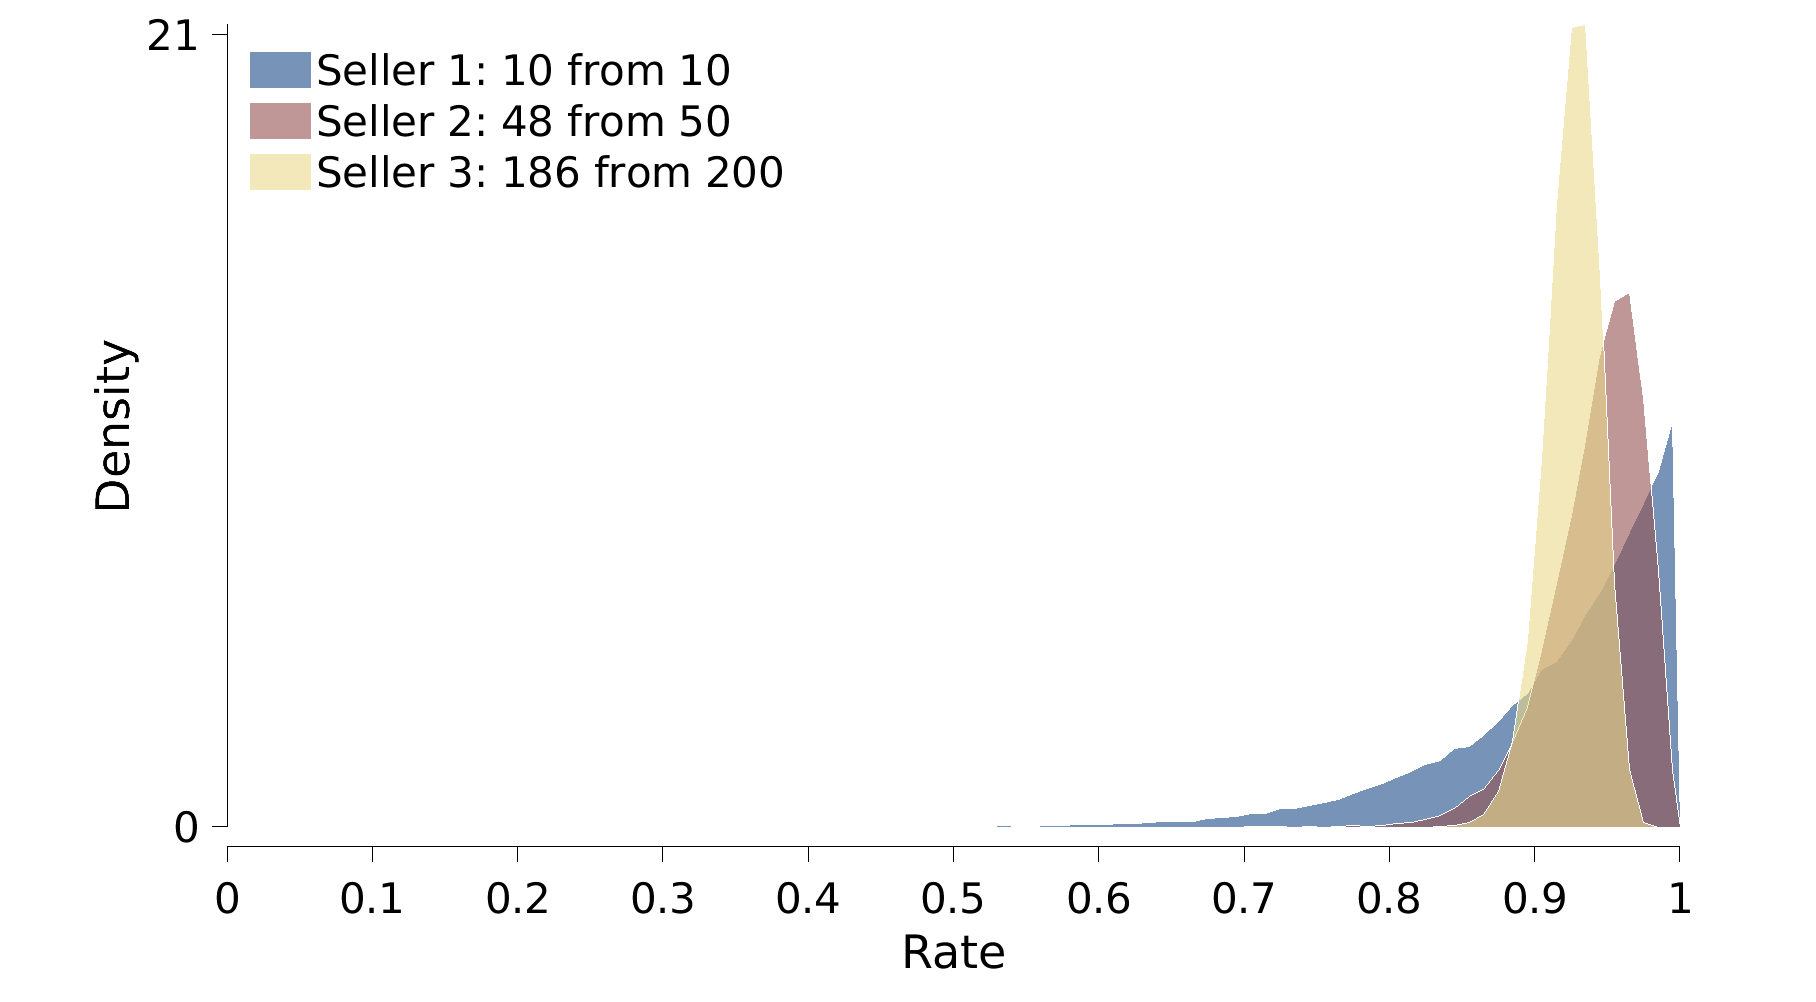 21
Seller 1: 10 from 10
Seller 2: 48 from 50
Seller 3: 186 from 200
Density
0
0 0.1 0.2 0.3 0.4 0.5 0.6 0.7 0.8 0.9 1
Rate